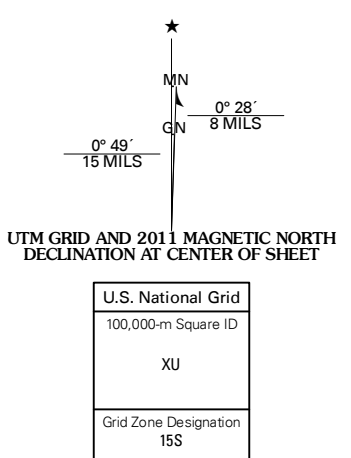 ★
MN
0° 28´
8 MILS
GN
0° 49´
15 MILS
UTM GRID AND 2011 MAGNETIC NORTH
DECLINATION AT CENTER OF SHEET
U.S. National Grid
100,000-m Square ID
XU
Grid Zone Designation
15S